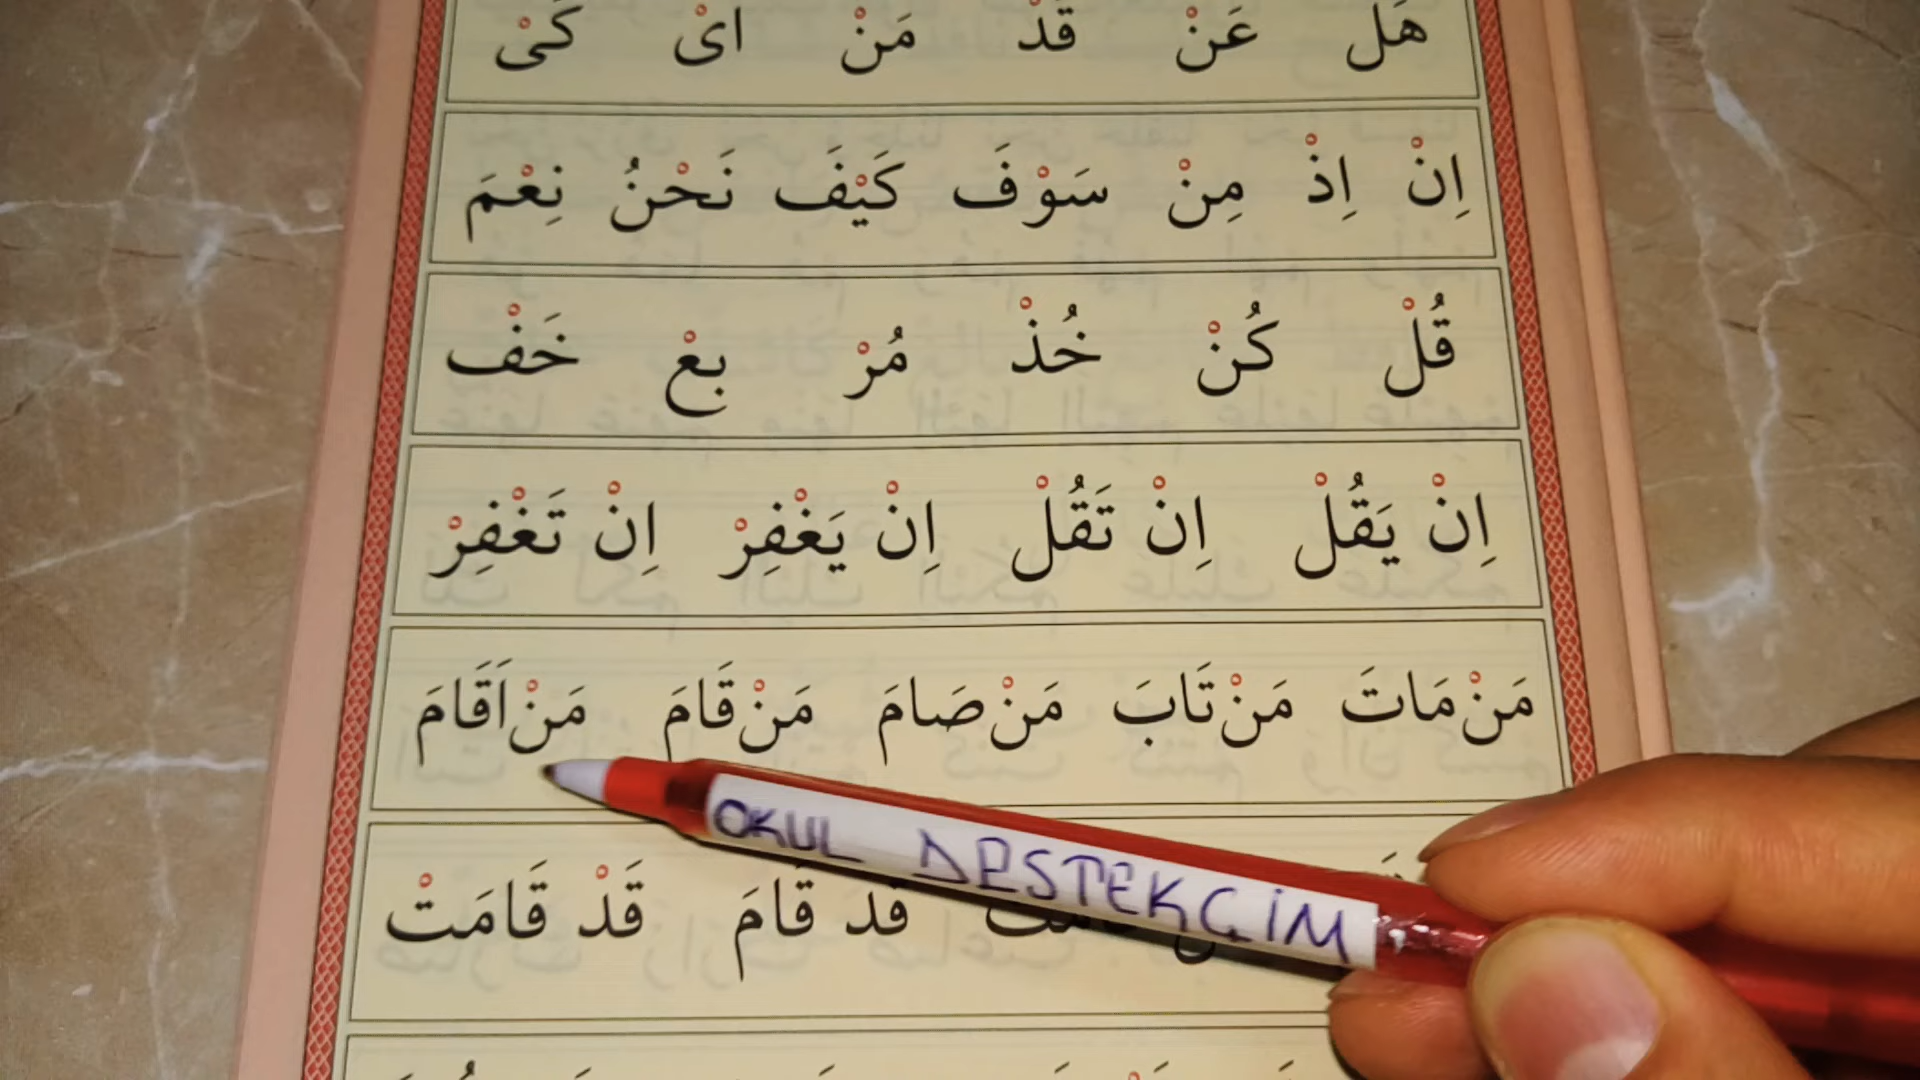 هَلْ عَنْ قَدْ مَنْ اَىْ كَىْ
اِنْ اِذْ مِنْ سَوْفَ كَيْفَ نَحْنُ نِعْمَ
قُلْ كُنْ خُذْ مُرْ بِعْ خَفْ
اِنْ يَقُلْ اِنْ تَقُلْ اِنْ يَغْفِرْ اِنْ تَغْفِرْ
مَنْ مَاتَ مَنْ تَابَ مَنْ صَامَ مَنْ قَامَ مَنْ اَقَامَ
قَدْ قَامَ قَدْ قَامَتْ
OKUL DESTEKÇİM